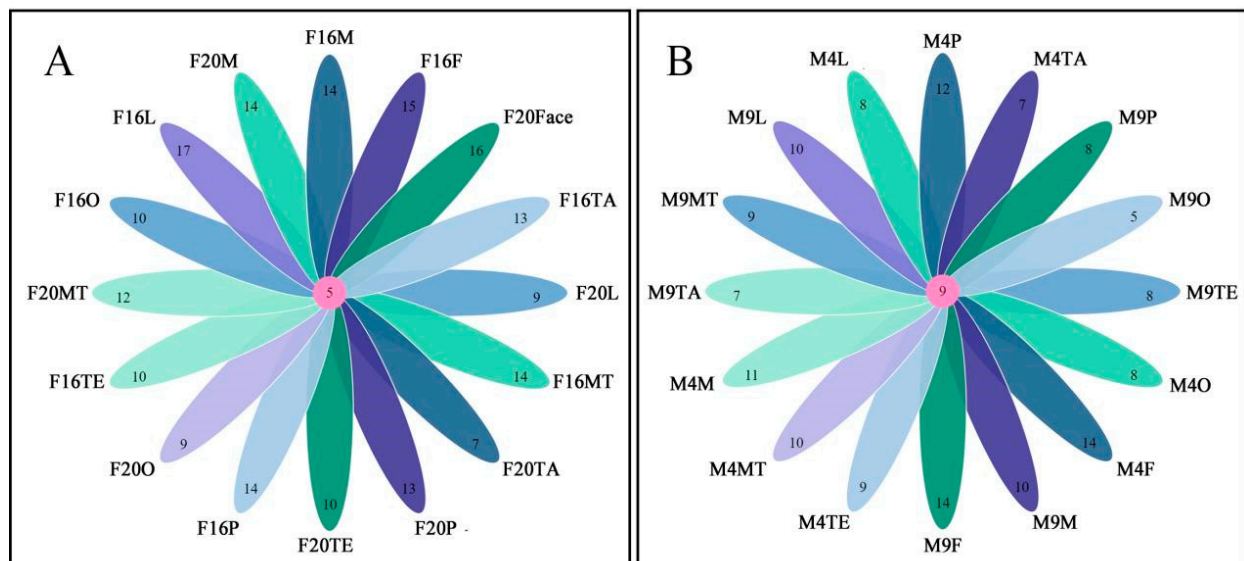 A
F16M
14
F16F
15
F20Face
16
F16TA
13
F20L
9
F16MT
14
F20TA
7
F20P
13
F20TE
10
F16P
14
F20O
9
F16TE
10
F20MT
12
F16O
10
F16L
17
F20M
14
5
B
M4P
12
M4TA
7
M9P
8
M9O
5
M9TE
8
M4O
8
M4F
14
M9M
10
M9F
14
M4TE
9
M4MT
10
M4M
11
M9TA
7
M9MT
9
M9L
10
M4L
8
9